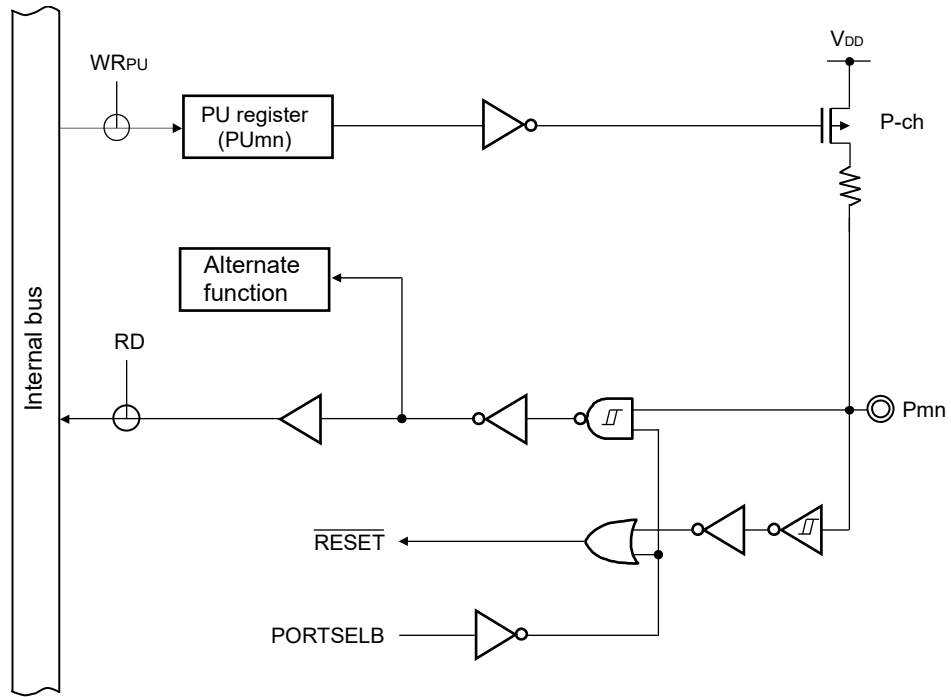 VDD
WRPU
PU register
(PUmn)
P-ch
Alternate
function
Internal bus
RD
Pmn
RESET
PORTSELB